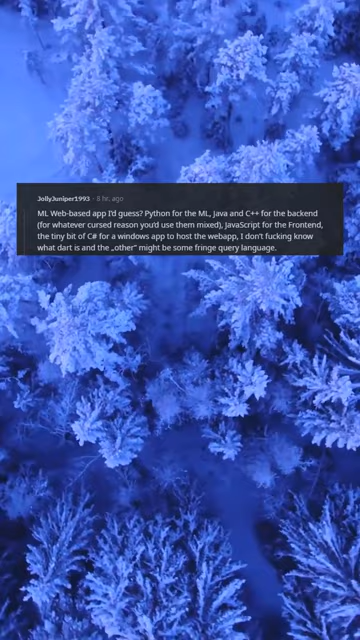 JollyJuniper1993 · 8 hr. ago
ML Web-based app I'd guess? Python for the ML, Java and C++ for the backend
(for whatever cursed reason you'd use them mixed), JavaScript for the Frontend,
the tiny bit of C# for a windows app to host the webapp, I don't fucking know
what dart is and the „other" might be some fringe query language.